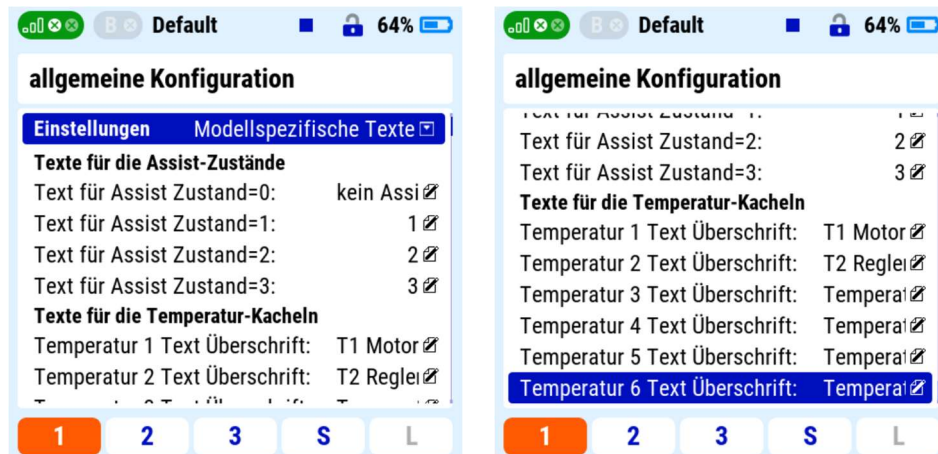 B Default 64%
allgemeine Konfiguration
Einstellungen Modellspezifische Texte
Texte für die Assist-Zustände
Text für Assist Zustand=0: kein Assi
Text für Assist Zustand=1: 1
Text für Assist Zustand=2: 2
Text für Assist Zustand=3: 3
Texte für die Temperatur-Kacheln
Temperatur 1 Text Überschrift: T1 Motor
Temperatur 2 Text Überschrift: T2 Regler
1 2 3 S L
B Default 64%
allgemeine Konfiguration
Text für Assist Zustand=2: 2
Text für Assist Zustand=3: 3
Texte für die Temperatur-Kacheln
Temperatur 1 Text Überschrift: T1 Motor
Temperatur 2 Text Überschrift: T2 Regler
Temperatur 3 Text Überschrift: Temperat
Temperatur 4 Text Überschrift: Temperat
Temperatur 5 Text Überschrift: Temperat
Temperatur 6 Text Überschrift: Temperat
1 2 3 S L